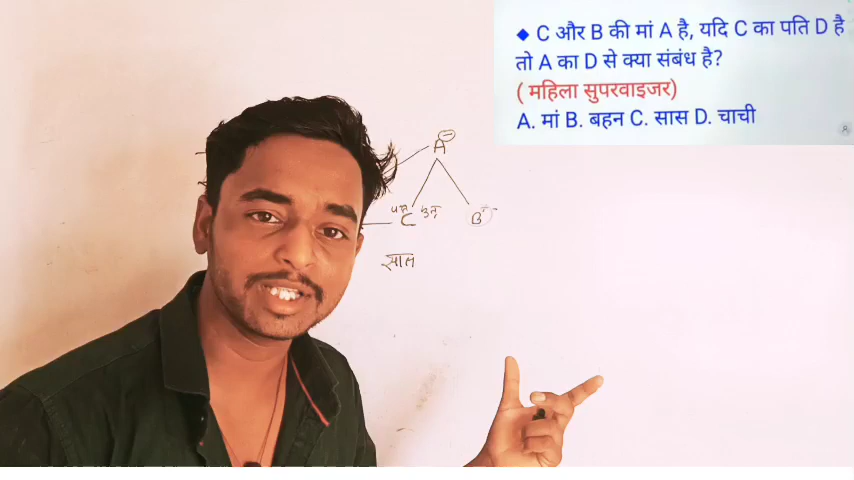 ◆ C और B की मां A है, यदि C का पति D है
तो A का D से क्या संबंध है?
( महिला सुपरवाइजर)
A. मां B. बहन C. सास D. चाची
A
C
B
सास